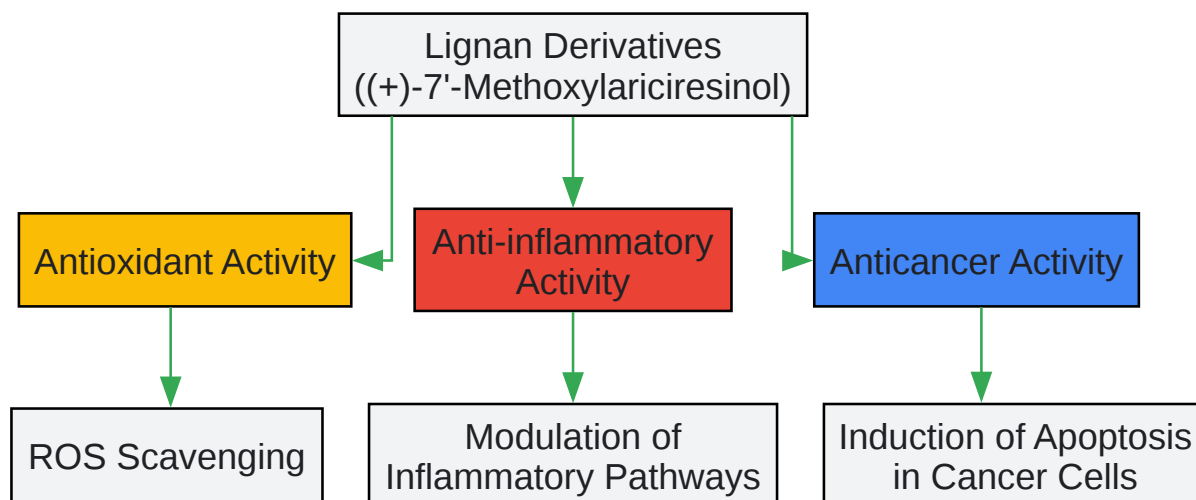 Lignan Derivatives
((+)-7'-Methoxylariciresinol)
Antioxidant Activity
Anti-inflammatory
Activity
Anticancer Activity
ROS Scavenging
Modulation of
Inflammatory Pathways
Induction of Apoptosis
in Cancer Cells